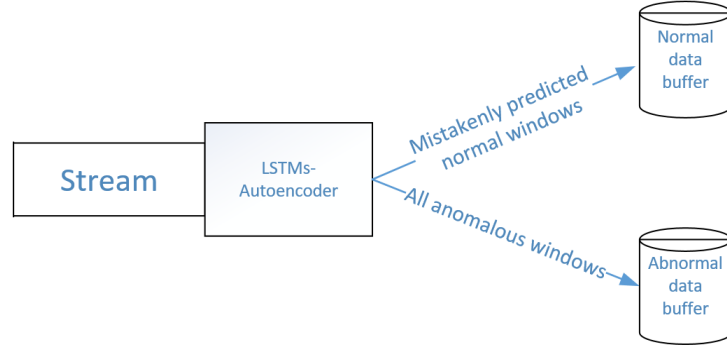 Stream
LSTMs-
Autoencoder
Mistakenly predicted
normal windows
All anomalous windows
Normal
data
buffer
Abnormal
data
buffer